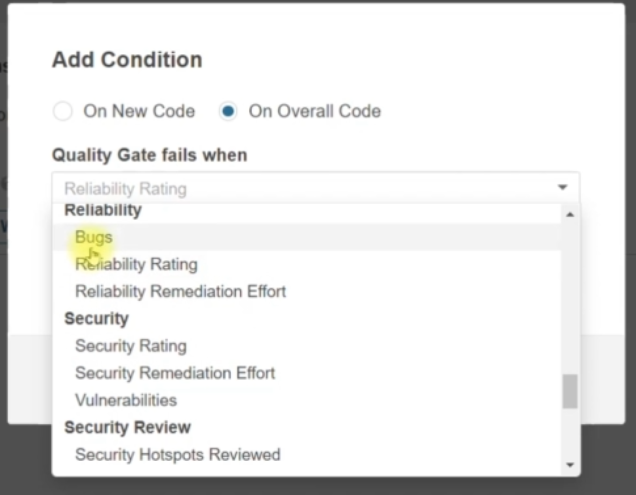 Add Condition
On New Code On Overall Code
Quality Gate fails when
Reliability Rating
Reliability
Bugs
Reliability Rating
Reliability Remediation Effort
Security
Security Rating
Security Remediation Effort
Vulnerabilities
Security Review
Security Hotspots Reviewed